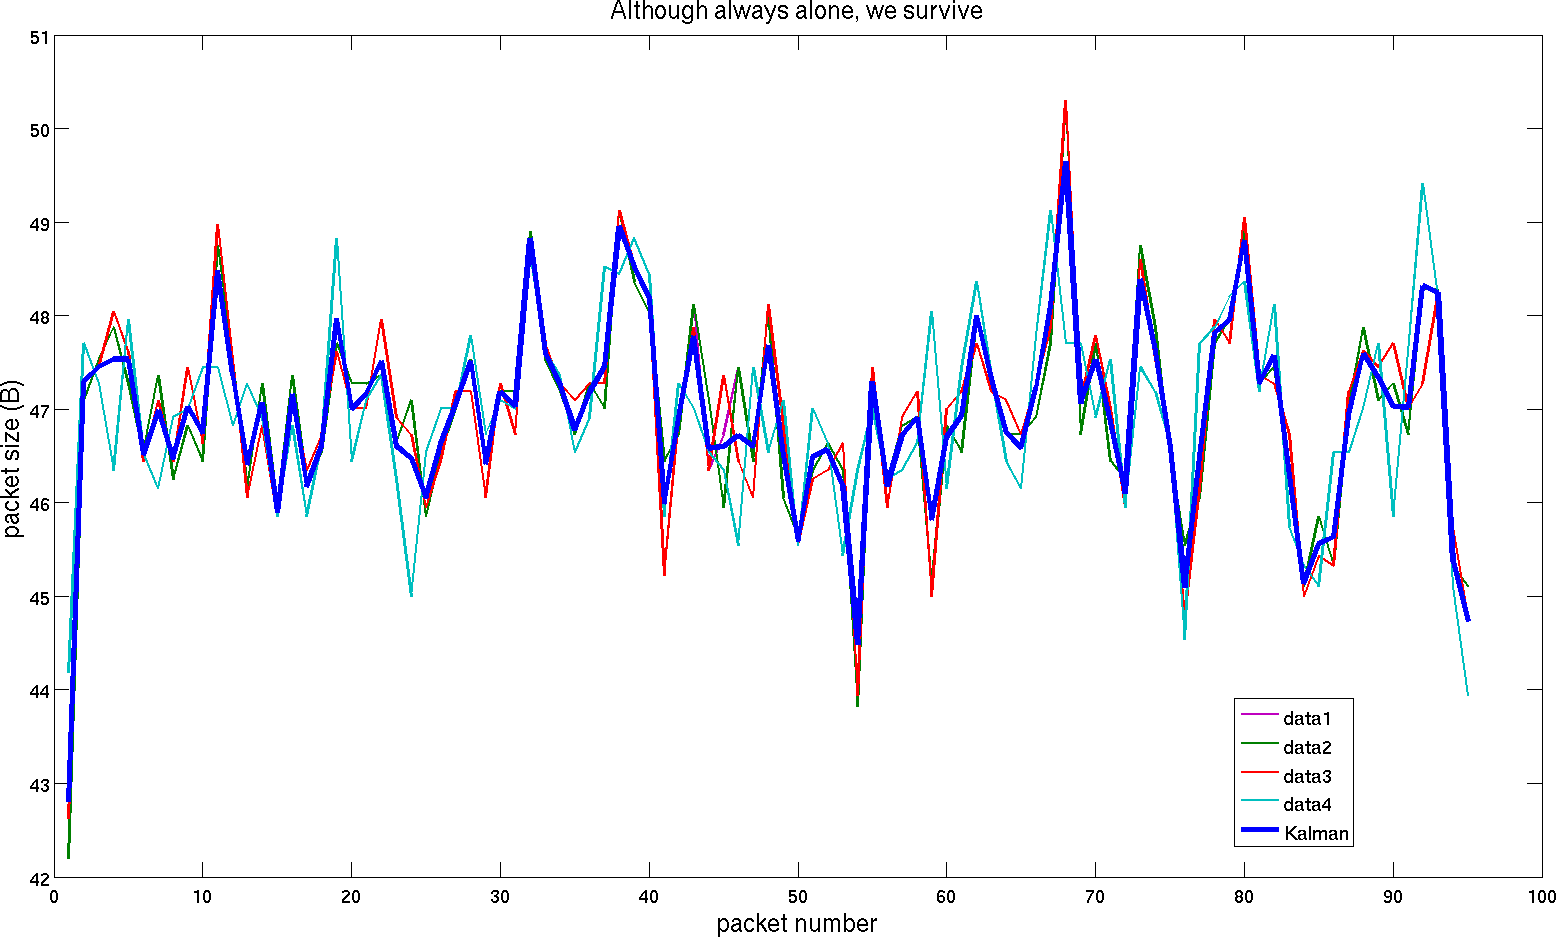 Although always alone, we survive
packet size (B)
51
50
49
48
47
46
45
44
43
42
0 10 20 30 40 50 60 70 80 90 100
packet number
data1
data2
data3
data4
Kalman